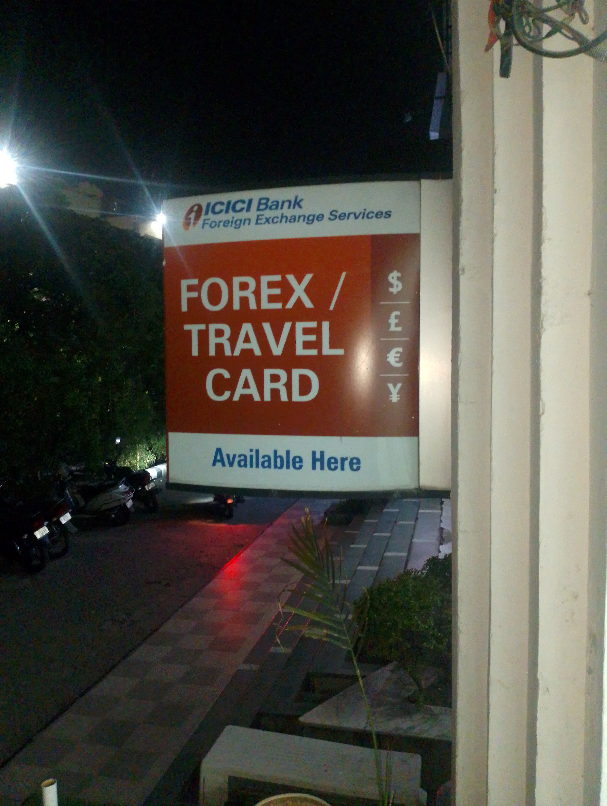 ICICI Bank
Foreign Exchange Services
FOREX /
TRAVEL
CARD
$
£
€
¥
Available Here